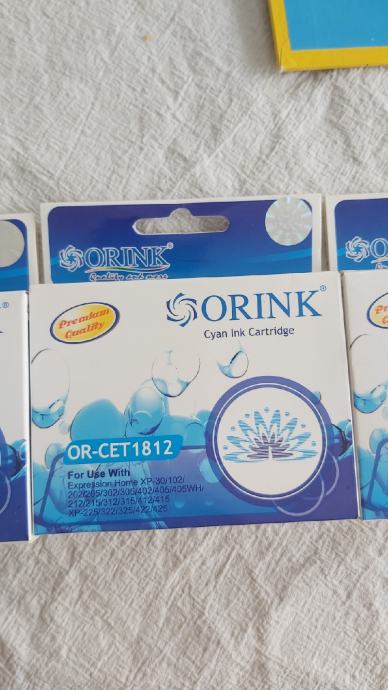 ORINK®
Quality and more
Premium
Quality
ORINK®
Cyan Ink Cartridge
OR-CET1812
For Use With
Expression Home XP-30/102/
202/205/302/305/402/405/405WH/
212/215/312/315/412/415
XP-225/322/325/422/425